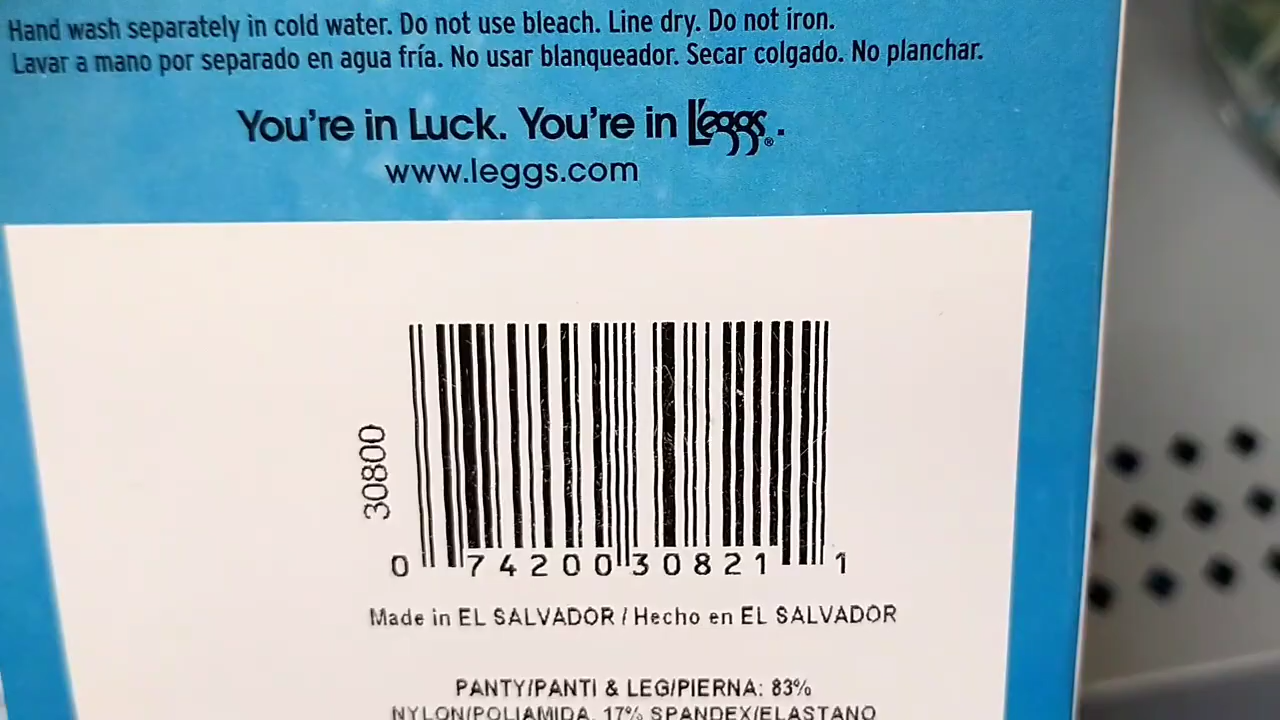 Hand wash separately in cold water. Do not use bleach. Line dry. Do not iron.
Lavar a mano por separado en agua fría. No usar blanqueador. Secar colgado. No planchar.
You're in Luck. You're in L'eggs®.
www.leggs.com
30800
0 74200 30821 1
Made in EL SALVADOR / Hecho en EL SALVADOR
PANTY/PANTI & LEG/PIERNA: 83%
NYLON/POLIAMIDA, 17% SPANDEX/ELASTANO